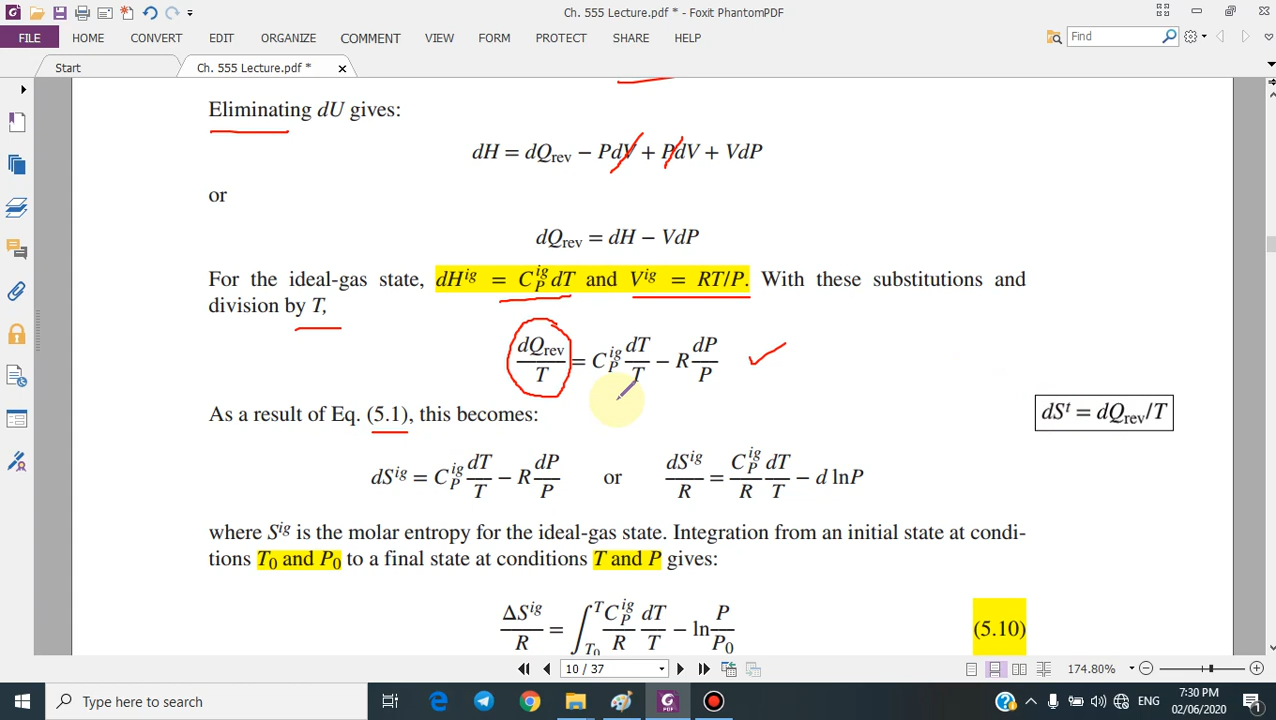 Ch. 555 Lecture.pdf * - Foxit PhantomPDF
FILE HOME CONVERT EDIT ORGANIZE COMMENT VIEW FORM PROTECT SHARE HELP Find
Start Ch. 555 Lecture.pdf *
Eliminating dU gives:
dH = dQrev − PdV + PdV + VdP
or
dQrev = dH − VdP
For the ideal-gas state, dH^ig = C_P^ig dT and V^ig = RT/P. With these substitutions and
division by T,
dQrev/T = C_P^ig dT/T − R dP/P
As a result of Eq. (5.1), this becomes:
dS^t = dQrev/T
dS^ig = C_P^ig dT/T − R dP/P or dS^ig/R = C_P^ig/R dT/T − d lnP
where S^ig is the molar entropy for the ideal-gas state. Integration from an initial state at condi-
tions T₀ and P₀ to a final state at conditions T and P gives:
ΔS^ig/R = ∫_T₀^T C_P^ig/R dT/T − ln P/P₀ (5.10)
10 / 37 174.80%
Type here to search
ENG
7:30 PM
02/06/2020
1